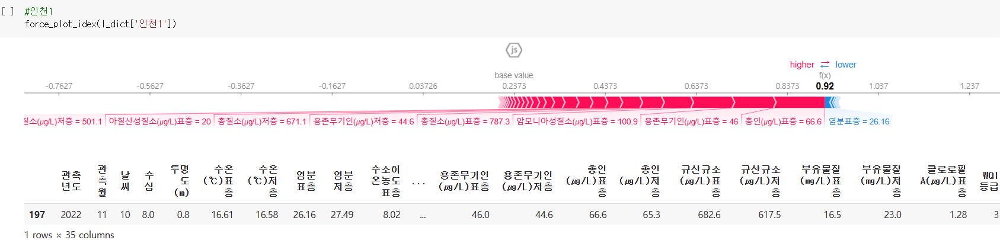 [ ] #인천1
force_plot_idex(l_dict['인천1'])
js
higher ⇄ lower
base value f(x)
-0.7627 -0.5627 -0.3627 -0.1627 0.03726 0.2373 0.4373 0.6373 0.8373 0.92 1.037 1.237
질소(㎍/L)저층 = 501.1 아질산성질소(㎍/L)표층 = 20 총질소(㎍/L)저층 = 671.1 용존무기인(㎍/L)저층 = 44.6 총질소(㎍/L)표층 = 787.3 암모니아성질소(㎍/L)표층 = 100.9 용존무기인(㎍/L)표층 = 46 총인(㎍/L)표층 = 66.6 염분표층 = 26.16
관측년도 관측월 날씨 수심 투명도(m) 수온(℃)표층 수온(℃)저층 염분표층 염분저층 수소이온농도표층 ... 용존무기인(㎍/L)표층 용존무기인(㎍/L)저층 총인(㎍/L)표층 총인(㎍/L)저층 규산규소(㎍/L)표층 규산규소(㎍/L)저층 부유물질(㎎/L)표층 부유물질(㎎/L)저층 클로로필A(㎍/L)표층 WQI등급
197 2022 11 10 8.0 0.8 16.61 16.58 26.16 27.49 8.02 ... 46.0 44.6 66.6 65.3 682.6 617.5 16.5 23.0 1.28 3
1 rows × 35 columns